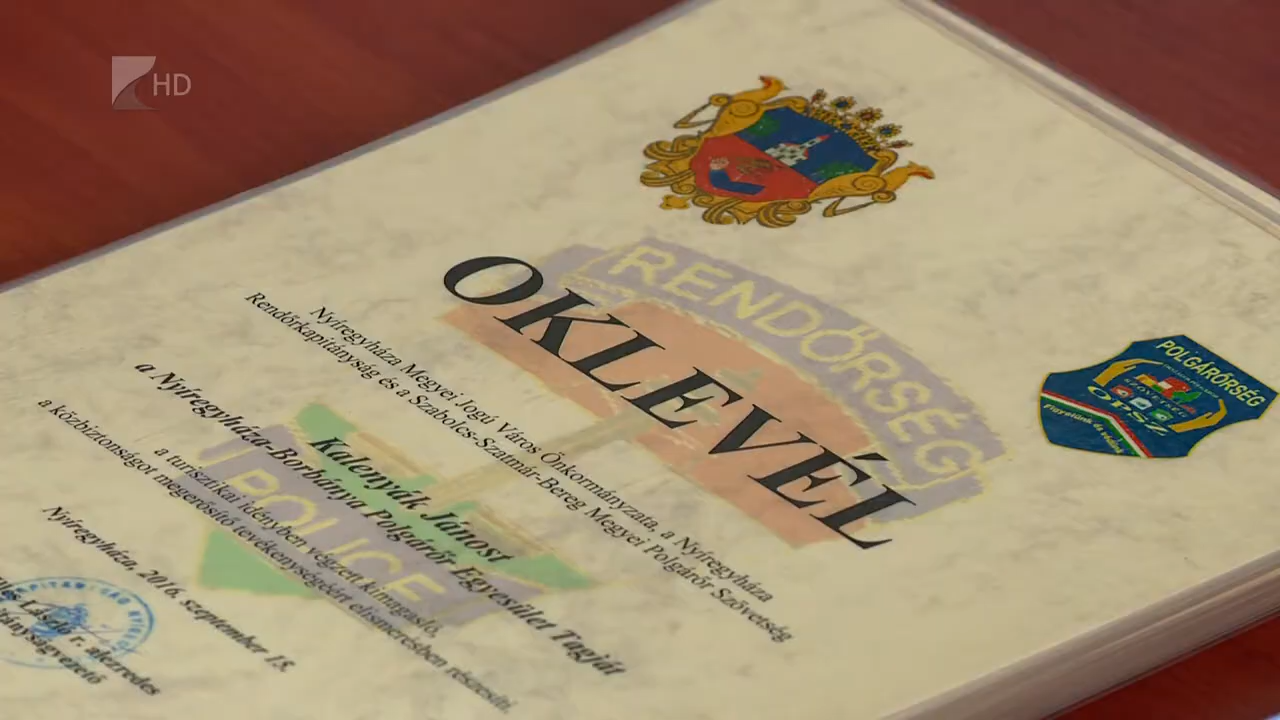 HD
OKLEVÉL
RENDŐRSÉG
POLICE
POLGÁRŐRSÉG
OPSZ
Nyíregyháza Megyei Jogú Város Önkormányzata, a Nyíregyháza
Rendőrkapitányság és a Szabolcs-Szatmár-Bereg Megyei Polgárőr Szövetség
Kalenyák Jánost
a Nyíregyháza-Borbánya Polgárőr Egyesület Tagját
a turisztikai idényben végzett kimagasló,
a közbiztonságot megerősítő tevékenységéért elismerésben részesíti.
Nyíregyháza, 2016. szeptember 15.
r. alezredes